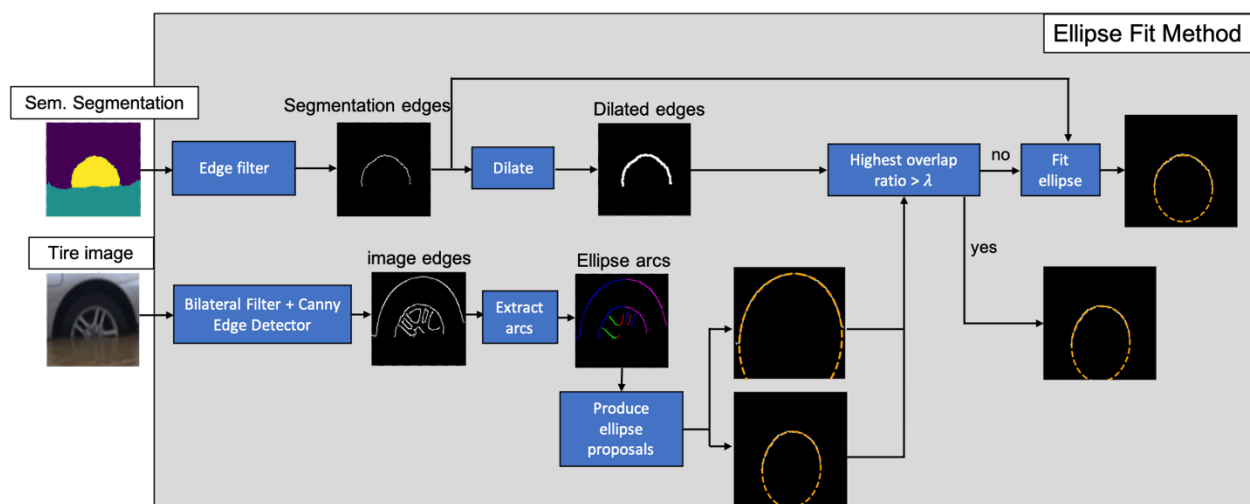 Ellipse Fit Method
Sem. Segmentation
Segmentation edges
Dilated edges
Edge filter
Dilate
Highest overlap
ratio > λ
no
Fit
ellipse
yes
Tire image
image edges
Ellipse arcs
Bilateral Filter + Canny
Edge Detector
Extract
arcs
Produce
ellipse
proposals